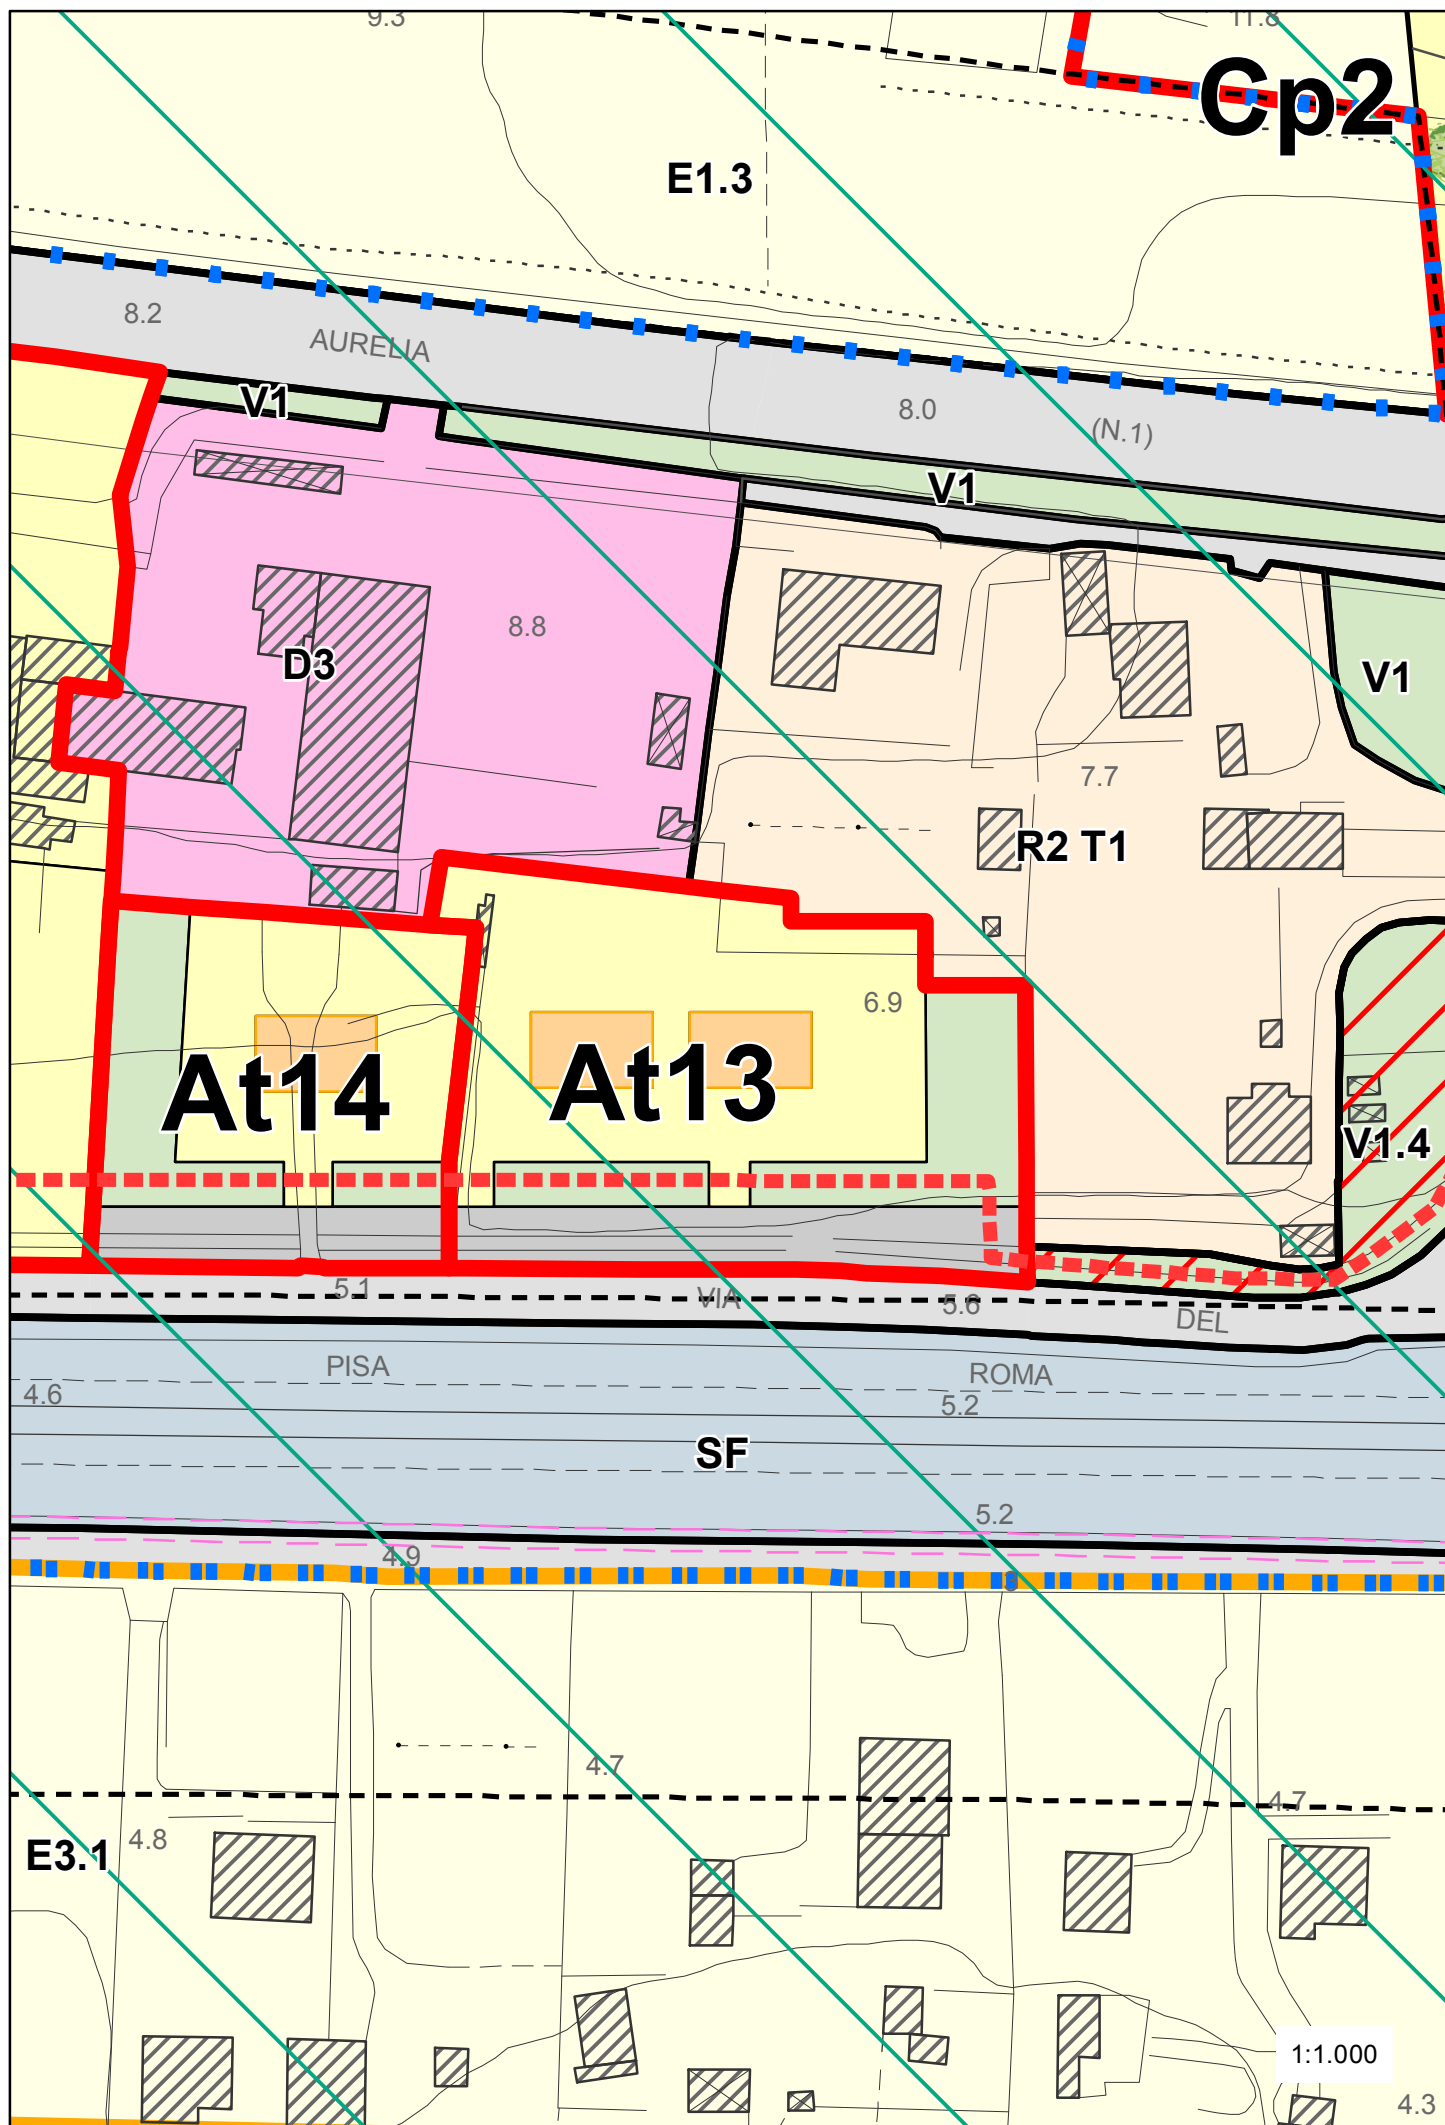 9.3
11.8
Cp2
E1.3
8.2
AURELIA
V1
8.0
(N.1)
V1
8.8
D3
V1
7.7
R2 T1
6.9
At14
At13
V1.4
5.1
VIA
5.6
DEL
PISA
ROMA
4.6
5.2
SF
5.2
4.9
4.7
4.7
4.8
E3.1
1:1.000
4.3